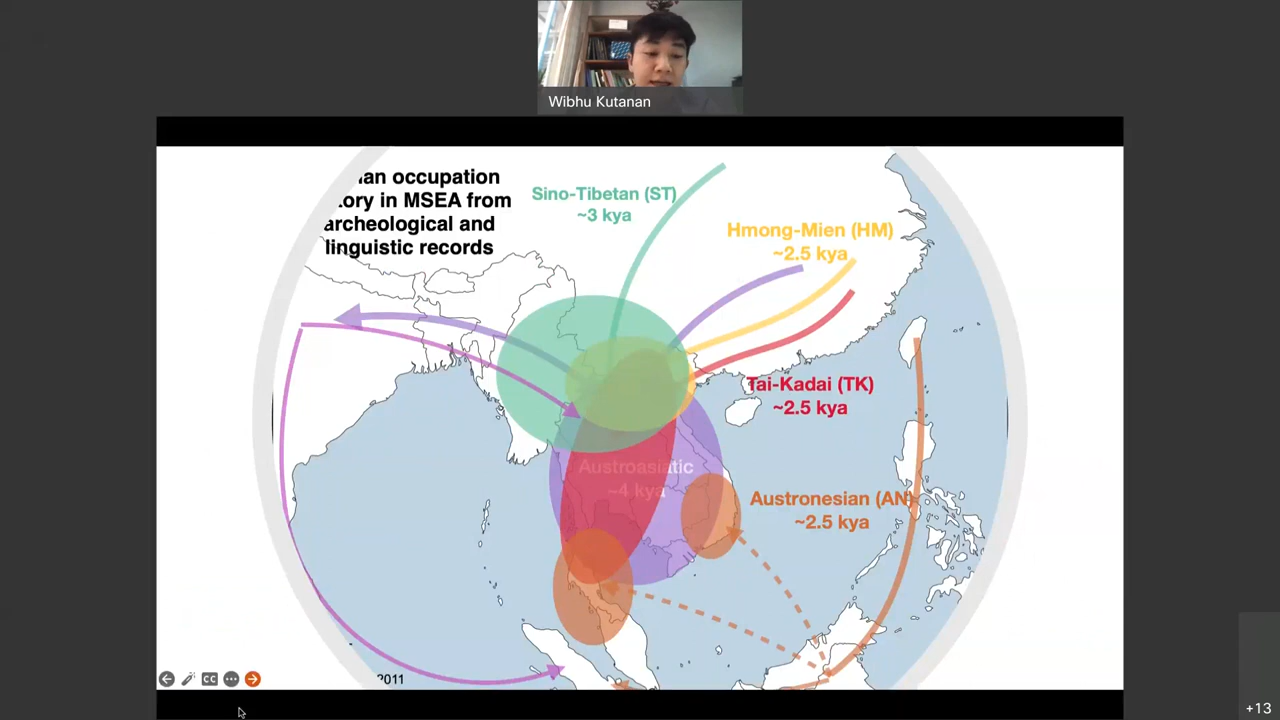 Wibhu Kutanan
an occupation
tory in MSEA from
archeological and
linguistic records
Sino-Tibetan (ST)
~3 kya
Hmong-Mien (HM)
~2.5 kya
Tai-Kadai (TK)
~2.5 kya
Austroasiatic
~4 kya
Austronesian (AN)
~2.5 kya
CC
2011
+13